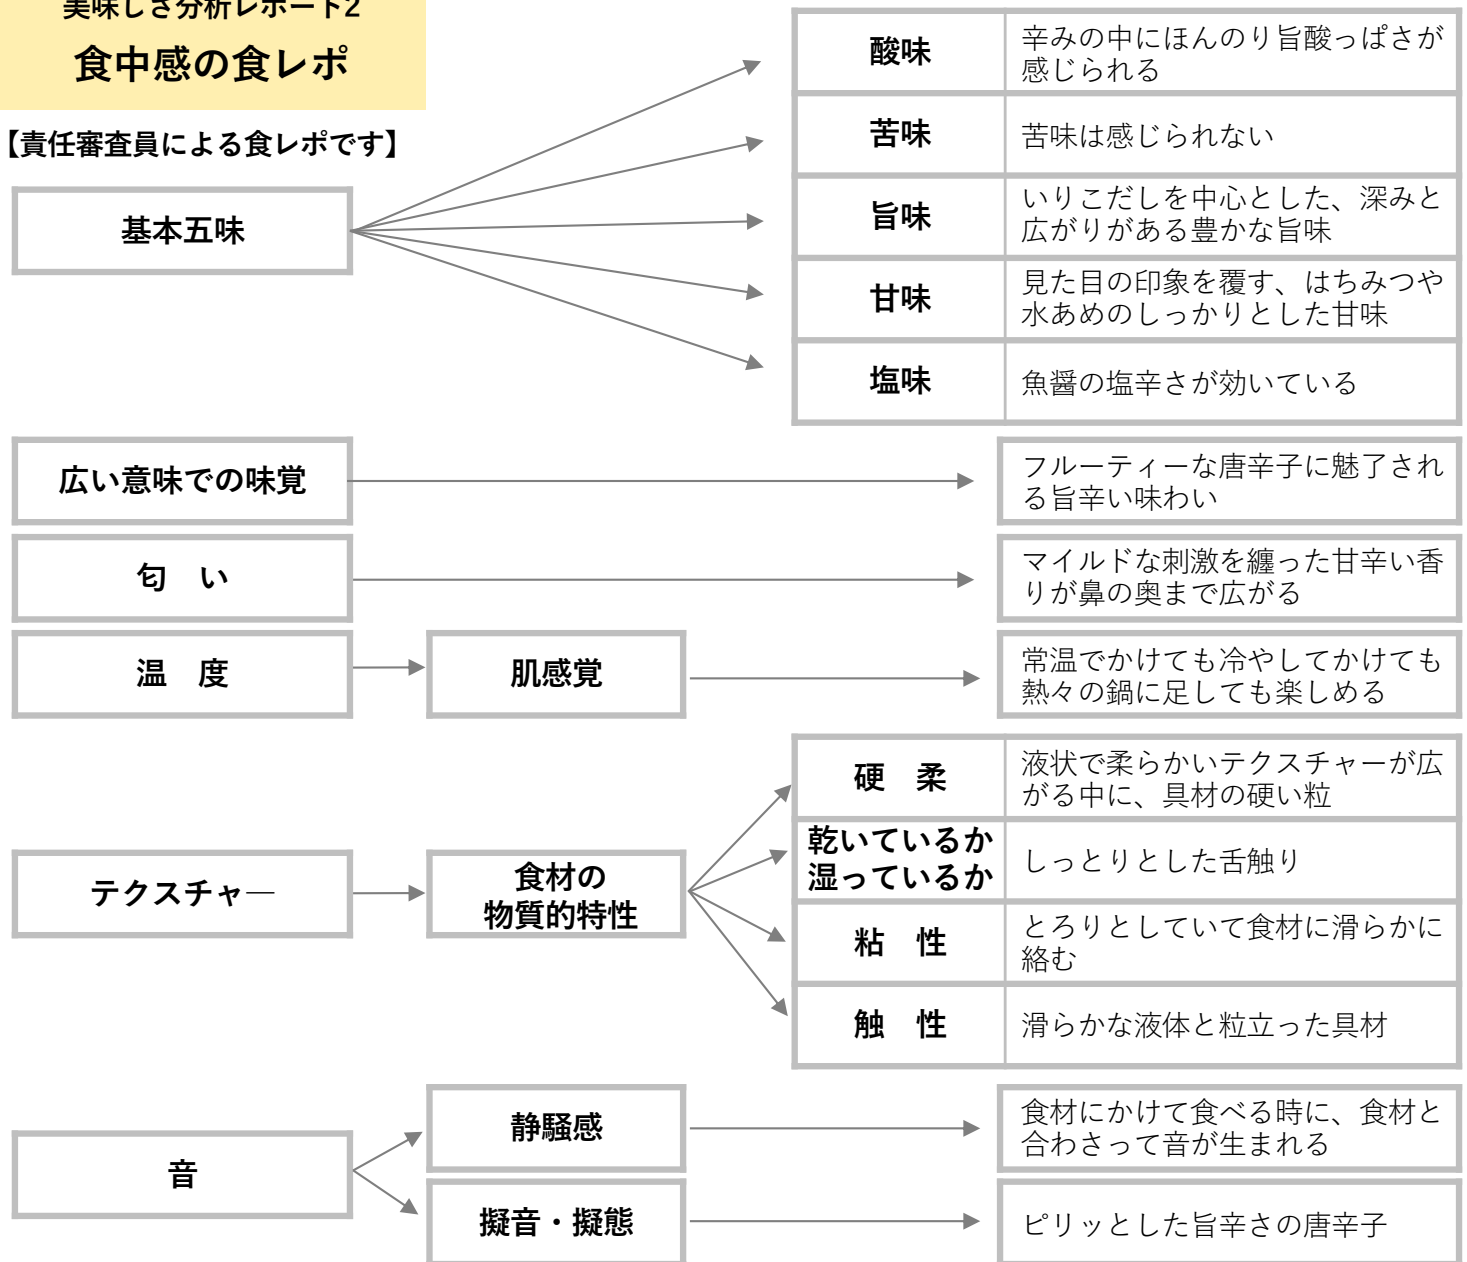 美味しさ分析レポート2
食中感の食レポ
【責任審査員による食レポです】
基本五味
酸味
辛みの中にほんのり旨酸っぱさが
感じられる
苦味
苦味は感じられない
旨味
いりこだしを中心とした、深みと
広がりがある豊かな旨味
甘味
見た目の印象を覆す、はちみつや
水あめのしっかりとした甘味
塩味
魚醤の塩辛さが効いている
広い意味での味覚
フルーティーな唐辛子に魅了され
る旨辛い味わい
匂　い
マイルドな刺激を纏った甘辛い香
りが鼻の奥まで広がる
温　度
肌感覚
常温でかけても冷やしてかけても
熱々の鍋に足しても楽しめる
テクスチャ―
食材の
物質的特性
硬　柔
液状で柔らかいテクスチャーが広
がる中に、具材の硬い粒
乾いているか
湿っているか
しっとりとした舌触り
粘　性
とろりとしていて食材に滑らかに
絡む
触　性
滑らかな液体と粒立った具材
音
静騒感
食材にかけて食べる時に、食材と
合わさって音が生まれる
擬音・擬態
ピリッとした旨辛さの唐辛子